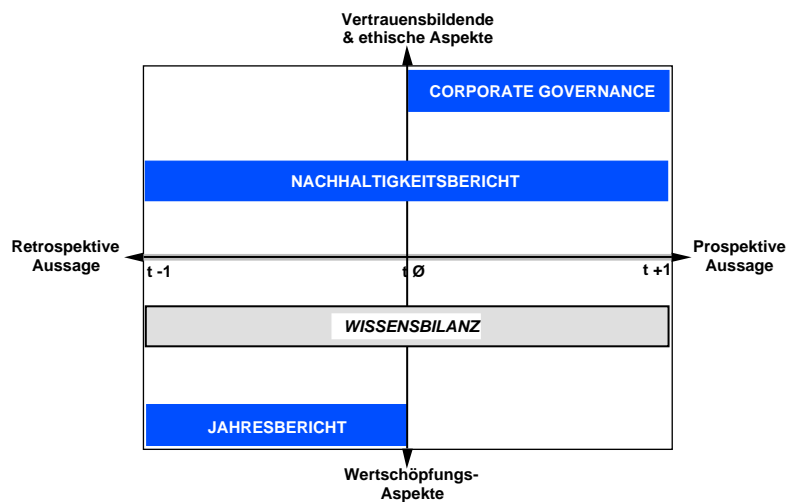 Vertrauensbildende
& ethische Aspekte
CORPORATE GOVERNANCE
NACHHALTIGKEITSBERICHT
Retrospektive
Aussage
Prospektive
Aussage
t -1
t Ø
t +1
WISSENSBILANZ
JAHRESBERICHT
Wertschöpfungs-
Aspekte